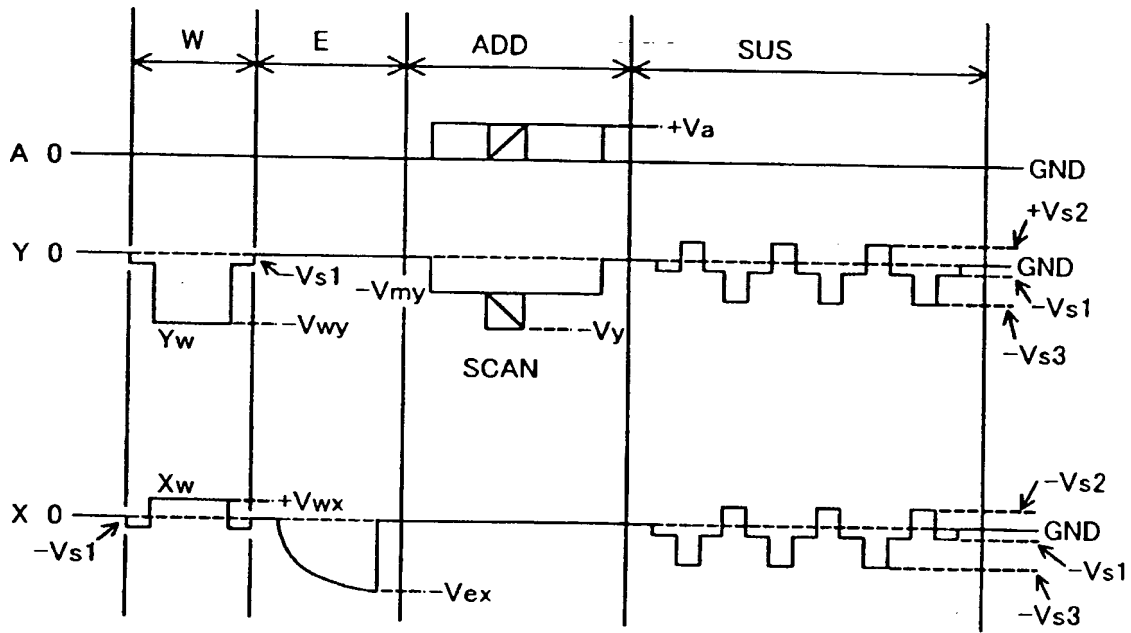 W E ADD SUS
+Va
A 0
GND
+Vs2
Y 0
GND
−Vs1
−Vmy
−Vs1
−Vwy
−Vy
Yw
−Vs3
SCAN
Xw
+Vwx
−Vs2
X 0
GND
−Vs1
−Vs1
−Vex
−Vs3